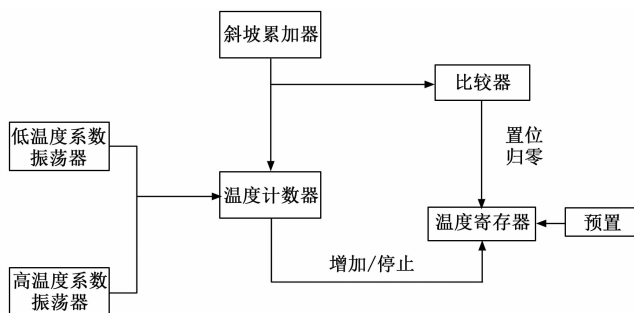 斜坡累加器
比较器
低温度系数
振荡器
置位
归零
温度计数器
温度寄存器
预置
增加/停止
高温度系数
振荡器